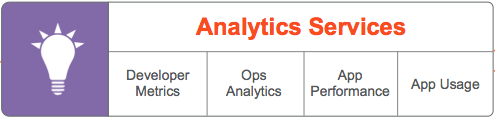 Analytics Services
Developer
Metrics
Ops
Analytics
App
Performance
App Usage